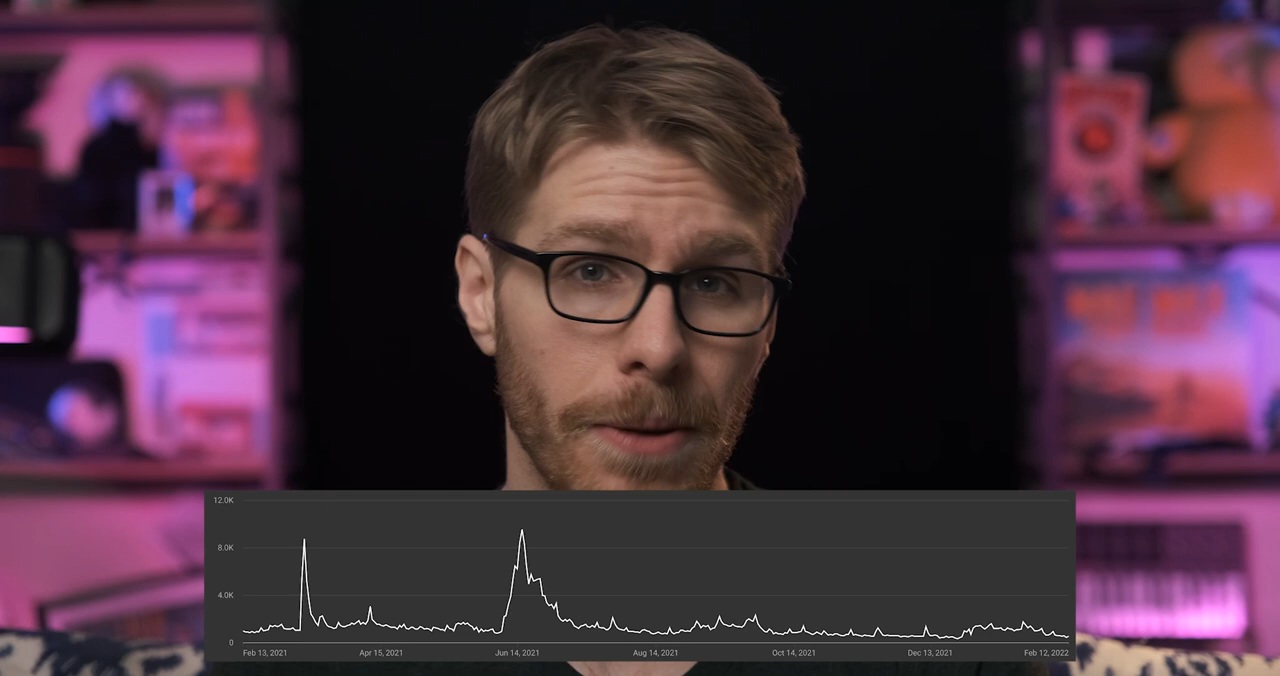 12.0K
8.0K
4.0K
0
Feb 13, 2021 Apr 15, 2021 Jun 14, 2021 Aug 14, 2021 Oct 14, 2021 Dec 13, 2021 Feb 12, 2022